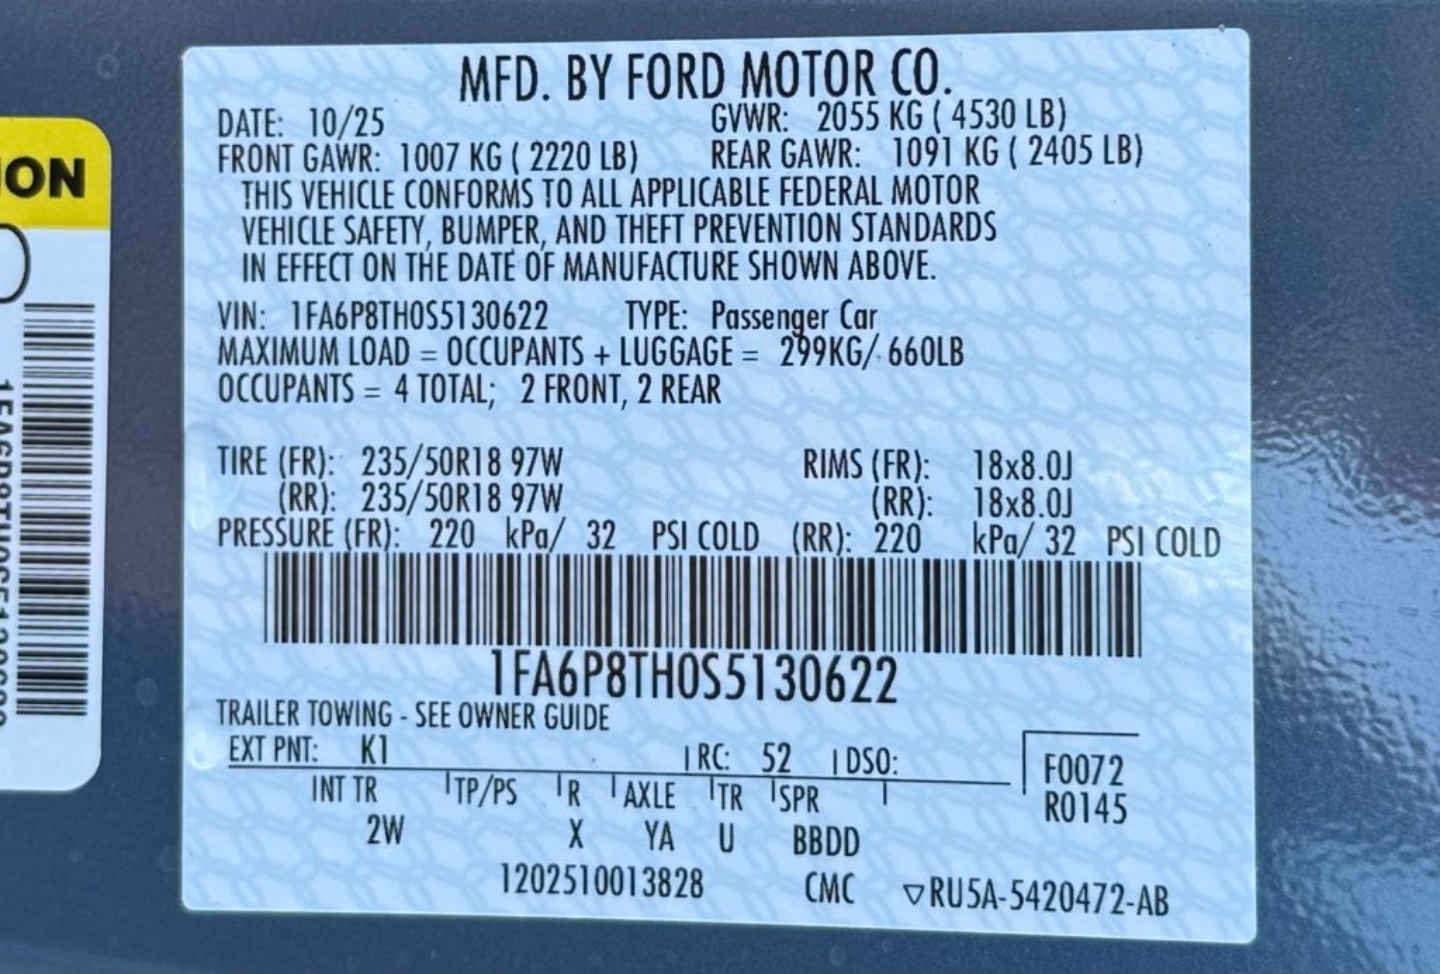 MFD. BY FORD MOTOR CO.
DATE: 10/25 GVWR: 2055 KG ( 4530 LB)
FRONT GAWR: 1007 KG ( 2220 LB) REAR GAWR: 1091 KG ( 2405 LB)
THIS VEHICLE CONFORMS TO ALL APPLICABLE FEDERAL MOTOR
VEHICLE SAFETY, BUMPER, AND THEFT PREVENTION STANDARDS
IN EFFECT ON THE DATE OF MANUFACTURE SHOWN ABOVE.
VIN: 1FA6P8TH0S5130622 TYPE: Passenger Car
MAXIMUM LOAD = OCCUPANTS + LUGGAGE = 299KG/ 660LB
OCCUPANTS = 4 TOTAL; 2 FRONT, 2 REAR
TIRE (FR): 235/50R18 97W RIMS (FR): 18x8.0J
(RR): 235/50R18 97W (RR): 18x8.0J
PRESSURE (FR): 220 kPa/ 32 PSI COLD (RR): 220 kPa/ 32 PSI COLD
1FA6P8TH0S5130622
TRAILER TOWING - SEE OWNER GUIDE
EXT PNT: K1 RC: 52 DSO:
F0072
INT TR TP/PS R AXLE TR SPR
R0145
2W X YA U BBDD
1202510013828 CMC ▽RU5A-5420472-AB